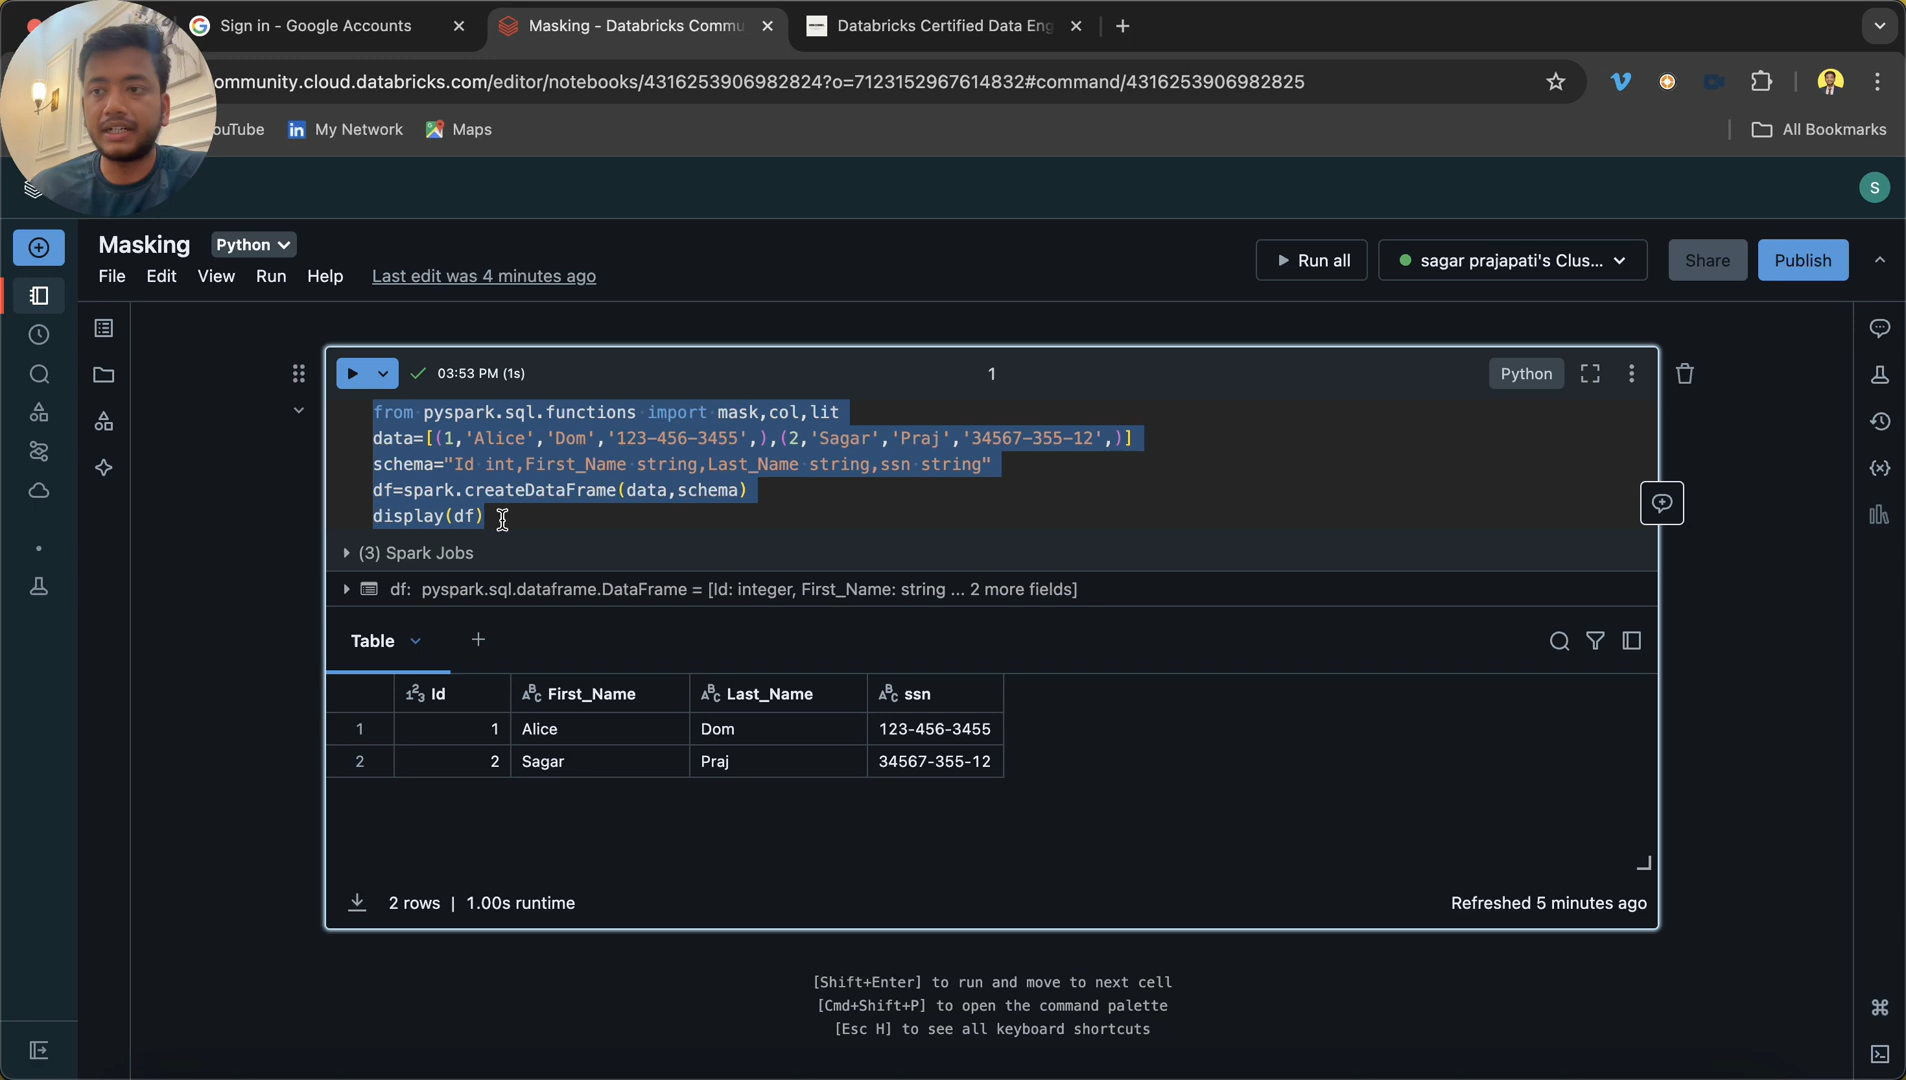 Sign in - Google Accounts
Masking - Databricks Commu
Databricks Certified Data Eng
ommunity.cloud.databricks.com/editor/notebooks/4316253906982824?o=7123152967614832#command/4316253906982825
ouTube
My Network
Maps
All Bookmarks
S
Masking
Python
File
Edit
View
Run
Help
Last edit was 4 minutes ago
Run all
sagar prajapati's Clus...
Share
Publish
03:53 PM (1s)
1
Python
from pyspark.sql.functions import mask,col,lit
data=[(1,'Alice','Dom','123-456-3455',),(2,'Sagar','Praj','34567-355-12',)]
schema="Id int,First_Name string,Last_Name string,ssn string"
df=spark.createDataFrame(data,schema)
display(df)
(3) Spark Jobs
df: pyspark.sql.dataframe.DataFrame = [Id: integer, First_Name: string ... 2 more fields]
Table
Id First_Name Last_Name ssn
1 1 Alice Dom 123-456-3455
2 2 Sagar Praj 34567-355-12
2 rows | 1.00s runtime
Refreshed 5 minutes ago
[Shift+Enter] to run and move to next cell
[Cmd+Shift+P] to open the command palette
[Esc H] to see all keyboard shortcuts